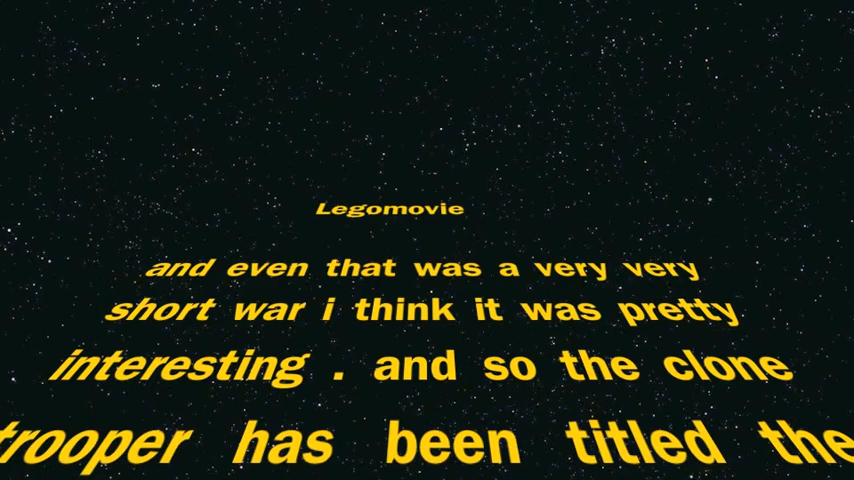 Legomovie
and even that was a very very
short war i think it was pretty
interesting . and so the clone
trooper has been titled the